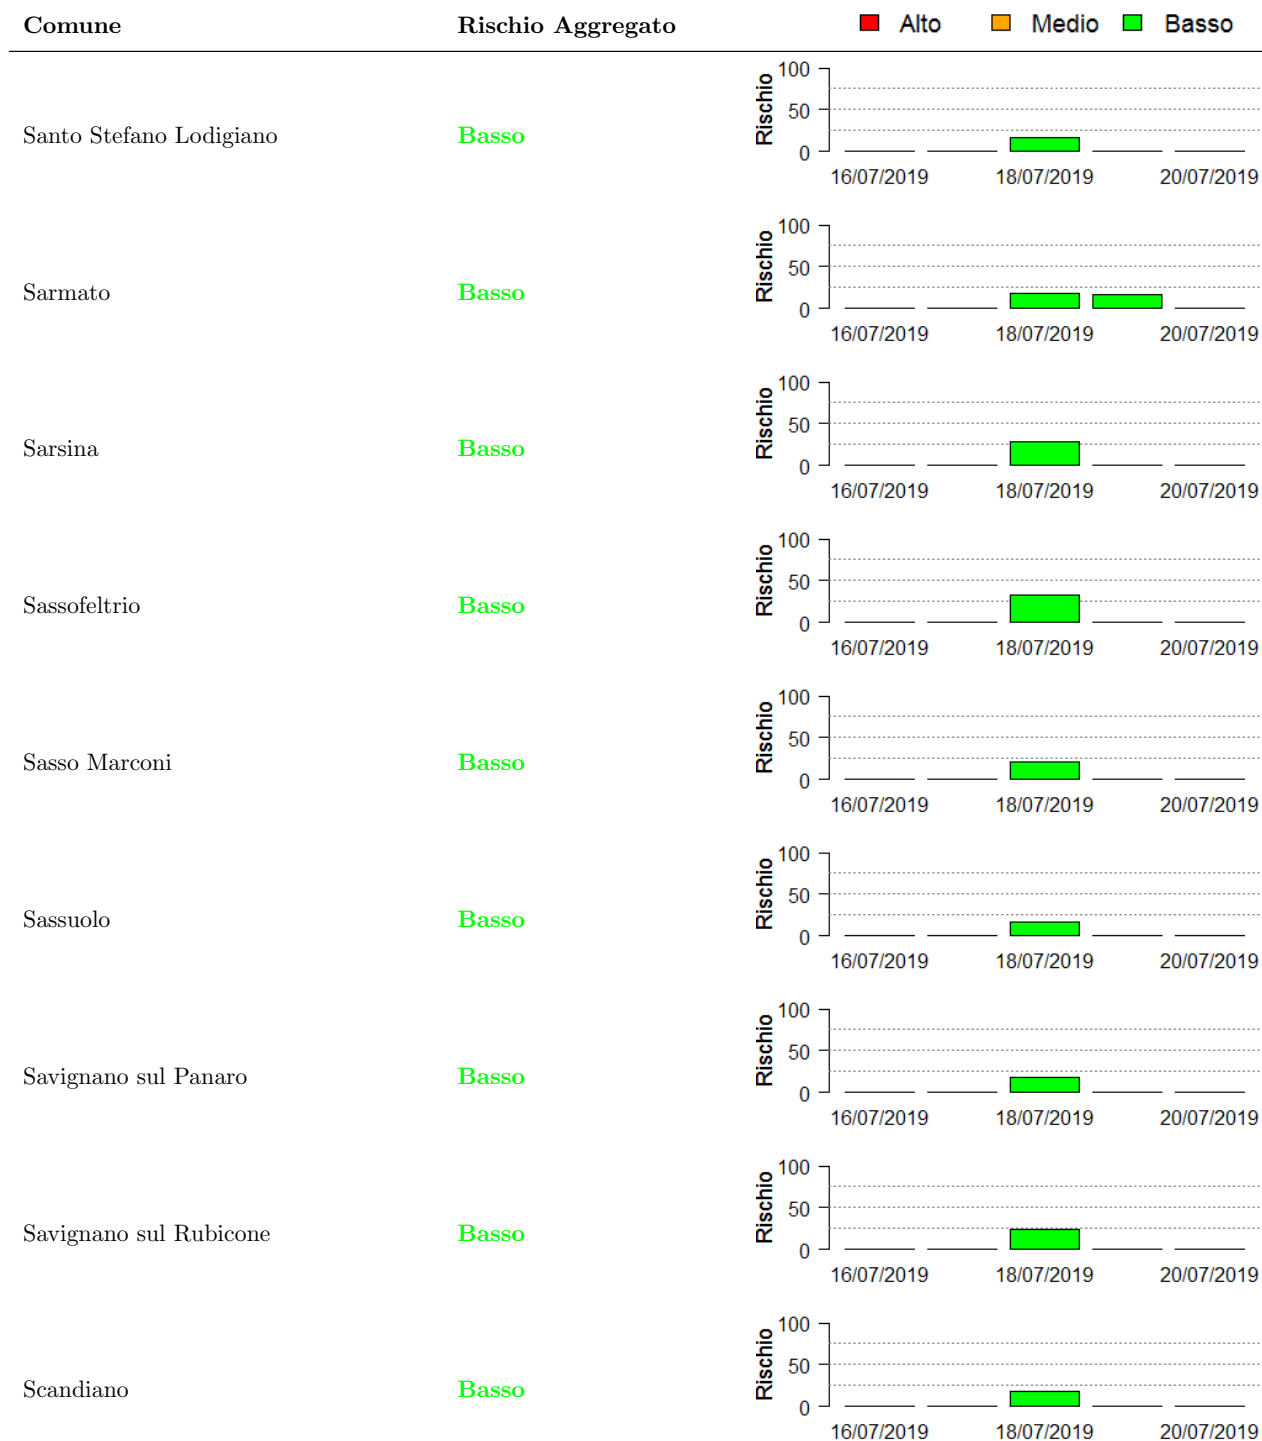 Comune Rischio Aggregato Alto Medio Basso
Santo Stefano Lodigiano Basso
Rischio
100
50
0
16/07/2019 18/07/2019 20/07/2019
Sarmato Basso
Rischio
100
50
0
16/07/2019 18/07/2019 20/07/2019
Sarsina Basso
Rischio
100
50
0
16/07/2019 18/07/2019 20/07/2019
Sassofeltrio Basso
Rischio
100
50
0
16/07/2019 18/07/2019 20/07/2019
Sasso Marconi Basso
Rischio
100
50
0
16/07/2019 18/07/2019 20/07/2019
Sassuolo Basso
Rischio
100
50
0
16/07/2019 18/07/2019 20/07/2019
Savignano sul Panaro Basso
Rischio
100
50
0
16/07/2019 18/07/2019 20/07/2019
Savignano sul Rubicone Basso
Rischio
100
50
0
16/07/2019 18/07/2019 20/07/2019
Scandiano Basso
Rischio
100
50
0
16/07/2019 18/07/2019 20/07/2019